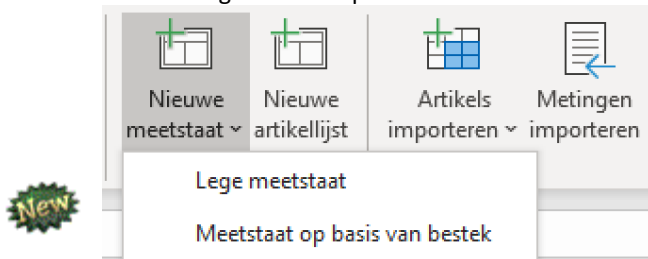 Nieuwe
meetstaat
Nieuwe
artikellijst
Artikels
importeren
Metingen
importeren
Lege meetstaat
New
Meetstaat op basis van bestek